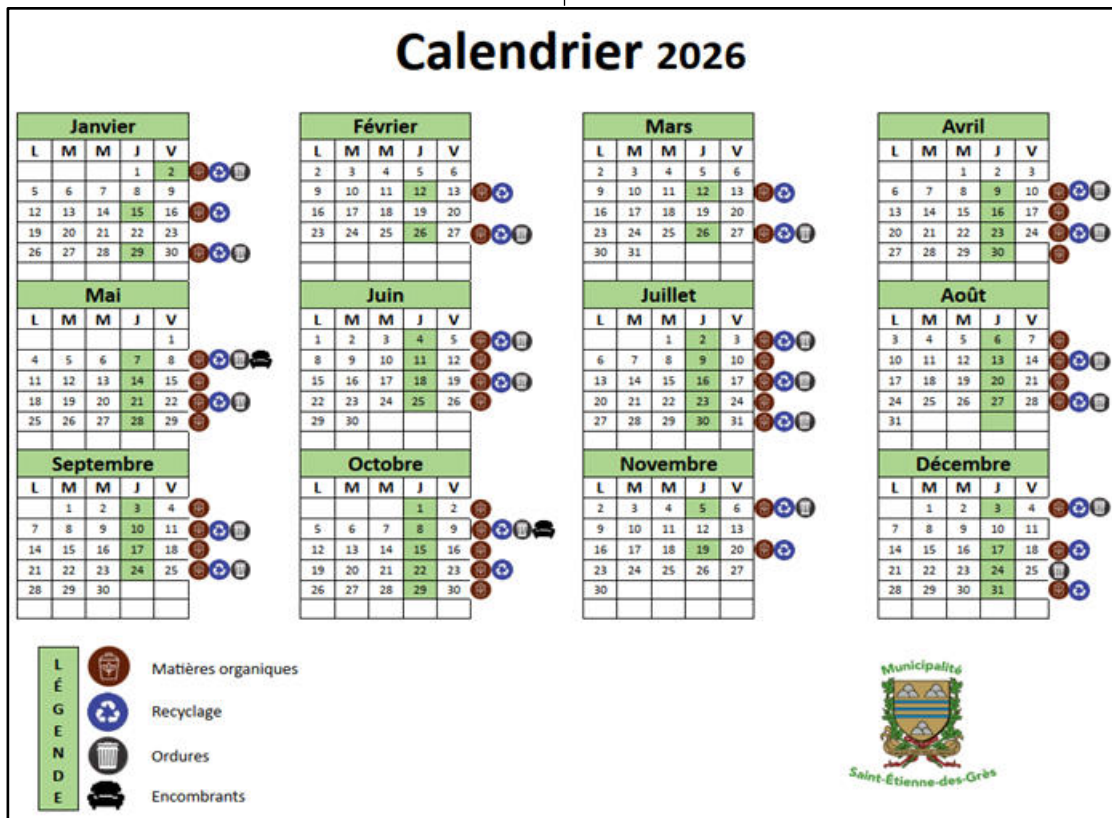 Calendrier 2026
Janvier
L M M J V
1 2
5 6 7 8 9
12 13 14 15 16
19 20 21 22 23
26 27 28 29 30
Février
L M M J V
2 3 4 5 6
9 10 11 12 13
16 17 18 19 20
23 24 25 26 27
Mars
L M M J V
2 3 4 5 6
9 10 11 12 13
16 17 18 19 20
23 24 25 26 27
30 31
Avril
L M M J V
1 2 3
6 7 8 9 10
13 14 15 16 17
20 21 22 23 24
27 28 29 30
Mai
L M M J V
1
4 5 6 7 8
11 12 13 14 15
18 19 20 21 22
25 26 27 28 29
Juin
L M M J V
1 2 3 4 5
8 9 10 11 12
15 16 17 18 19
22 23 24 25 26
29 30
Juillet
L M M J V
1 2 3
6 7 8 9 10
13 14 15 16 17
20 21 22 23 24
27 28 29 30 31
Août
L M M J V
3 4 5 6 7
10 11 12 13 14
17 18 19 20 21
24 25 26 27 28
31
Septembre
L M M J V
1 2 3 4
7 8 9 10 11
14 15 16 17 18
21 22 23 24 25
28 29 30
Octobre
L M M J V
1 2
5 6 7 8 9
12 13 14 15 16
19 20 21 22 23
26 27 28 29 30
Novembre
L M M J V
2 3 4 5 6
9 10 11 12 13
16 17 18 19 20
23 24 25 26 27
30
Décembre
L M M J V
1 2 3 4
7 8 9 10 11
14 15 16 17 18
21 22 23 24 25
28 29 30 31
LÉGENDE
Matières organiques
Recyclage
Ordures
Encombrants
Municipalité
Saint-Étienne-des-Grès